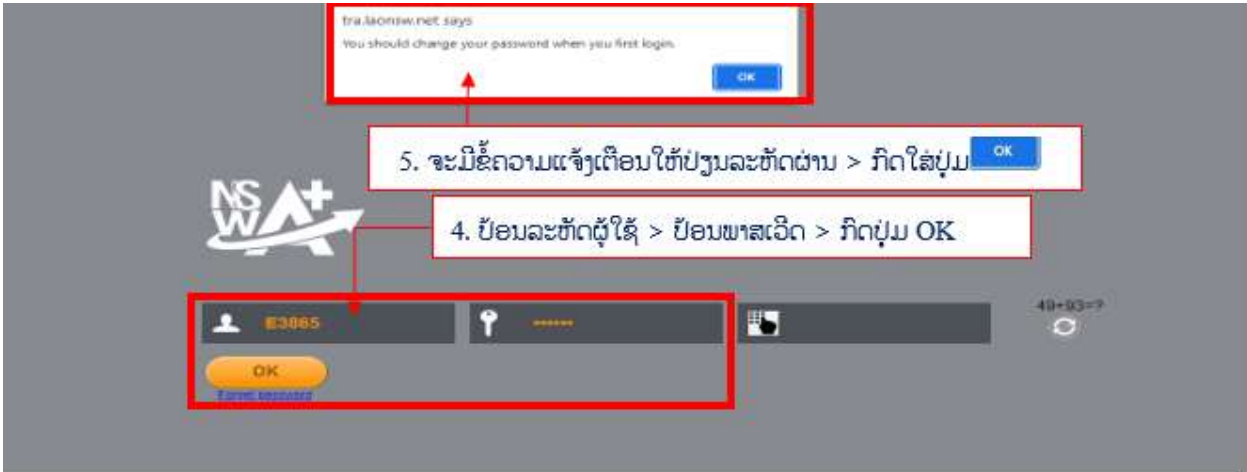 tra.laonsw.net says
You should change your password when you first login.
OK
5. ຈະມີຂໍ້ຄວາມແຈ້ງເຕືອນໃຫ້ປ່ຽນລະຫັດຜ່ານ > ກົດໃສ່ປຸ່ມ OK
NS
W A+
4. ປ້ອນລະຫັດຜູ້ໃຊ້ > ປ້ອນພາສເວີດ > ກົດປຸ່ມ OK
49+93=?
E3865 ------
OK
Forget password